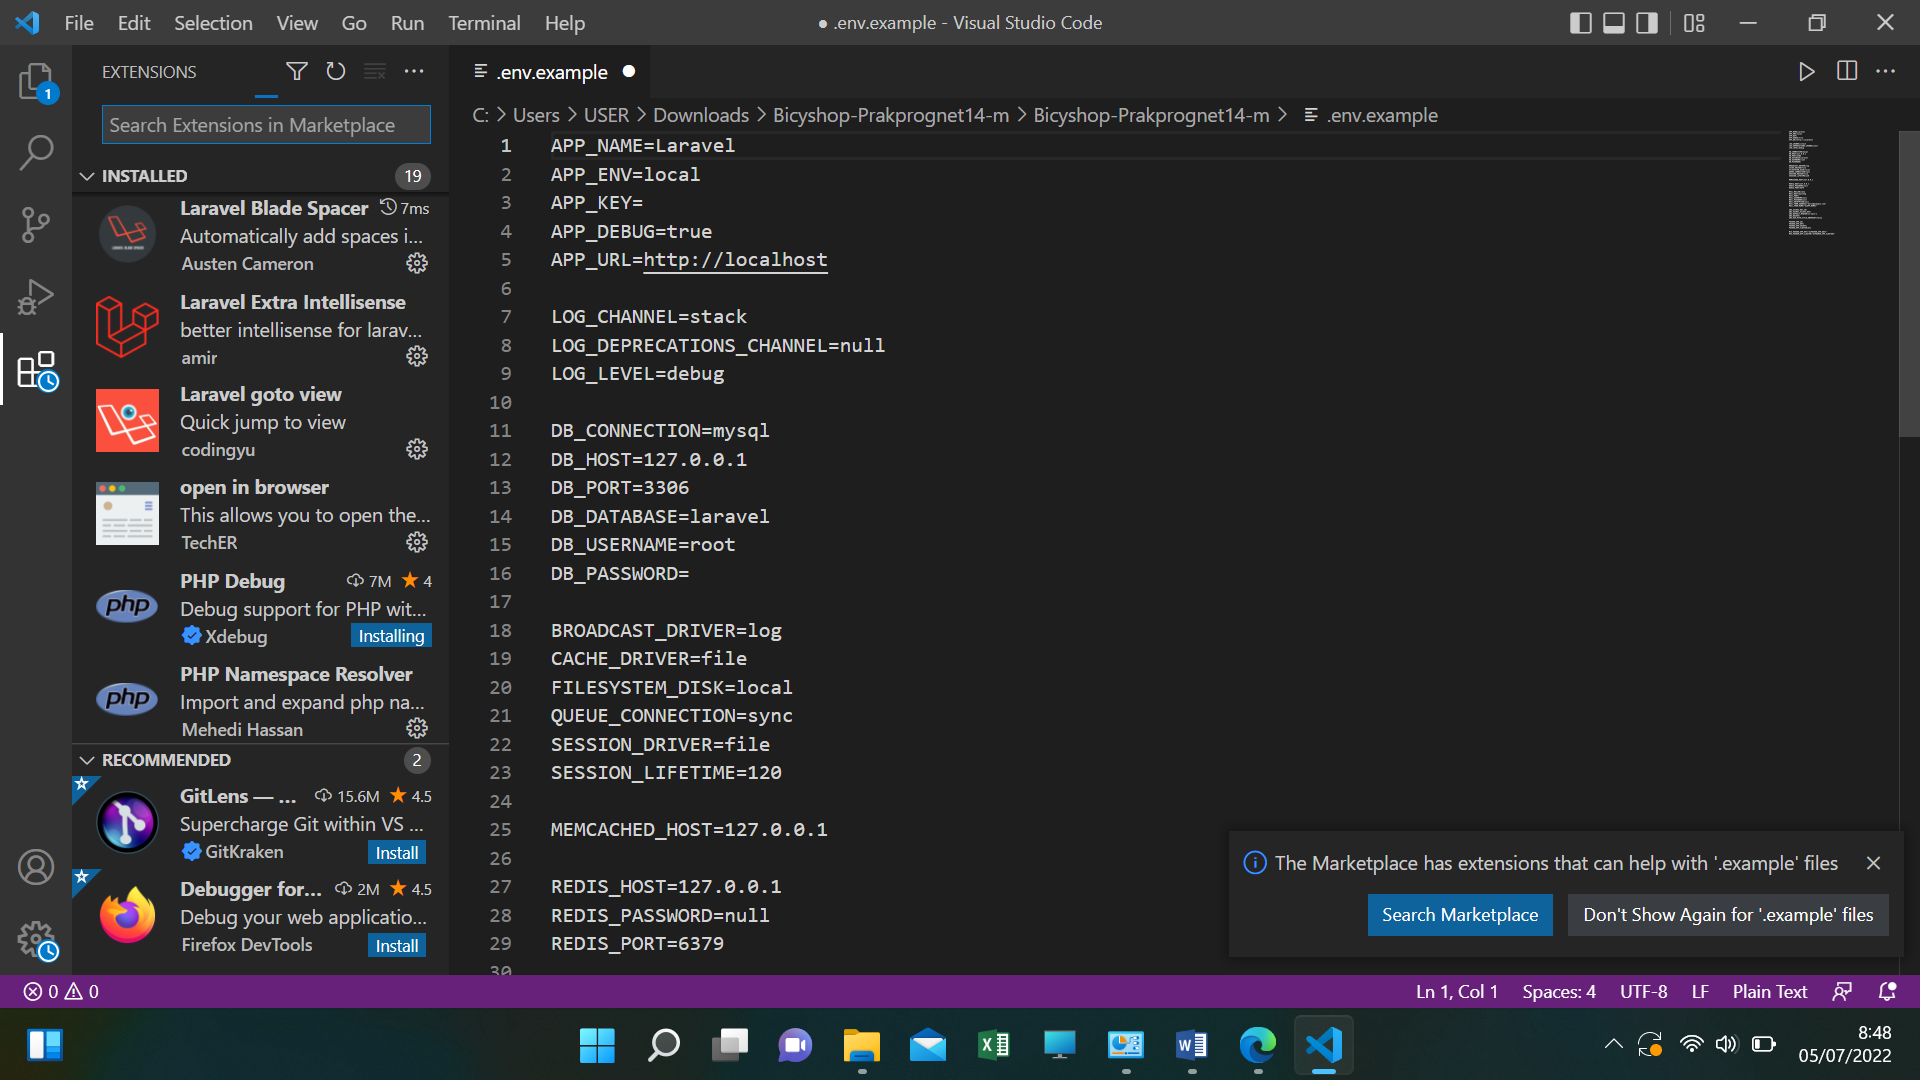 File Edit Selection View Go Run Terminal Help
● .env.example - Visual Studio Code
EXTENSIONS
Search Extensions in Marketplace
INSTALLED 19
Laravel Blade Spacer 7ms
Automatically add spaces i...
Austen Cameron
Laravel Extra Intellisense
better intellisense for larav...
amir
Laravel goto view
Quick jump to view
codingyu
open in browser
This allows you to open the...
TechER
PHP Debug 7M 4
Debug support for PHP wit...
Xdebug Installing
PHP Namespace Resolver
Import and expand php na...
Mehedi Hassan
RECOMMENDED 2
GitLens — ... 15.6M 4.5
Supercharge Git within VS ...
GitKraken Install
Debugger for... 2M 4.5
Debug your web applicatio...
Firefox DevTools Install
.env.example
C: > Users > USER > Downloads > Bicyshop-Prakprognet14-m > Bicyshop-Prakprognet14-m > .env.example
1 APP_NAME=Laravel
2 APP_ENV=local
3 APP_KEY=
4 APP_DEBUG=true
5 APP_URL=http://localhost
6
7 LOG_CHANNEL=stack
8 LOG_DEPRECATIONS_CHANNEL=null
9 LOG_LEVEL=debug
10
11 DB_CONNECTION=mysql
12 DB_HOST=127.0.0.1
13 DB_PORT=3306
14 DB_DATABASE=laravel
15 DB_USERNAME=root
16 DB_PASSWORD=
17
18 BROADCAST_DRIVER=log
19 CACHE_DRIVER=file
20 FILESYSTEM_DISK=local
21 QUEUE_CONNECTION=sync
22 SESSION_DRIVER=file
23 SESSION_LIFETIME=120
24
25 MEMCACHED_HOST=127.0.0.1
26
27 REDIS_HOST=127.0.0.1
28 REDIS_PASSWORD=null
29 REDIS_PORT=6379
30
The Marketplace has extensions that can help with '.example' files
Search Marketplace Don't Show Again for '.example' files
0 0
Ln 1, Col 1 Spaces: 4 UTF-8 LF Plain Text
8:48
05/07/2022